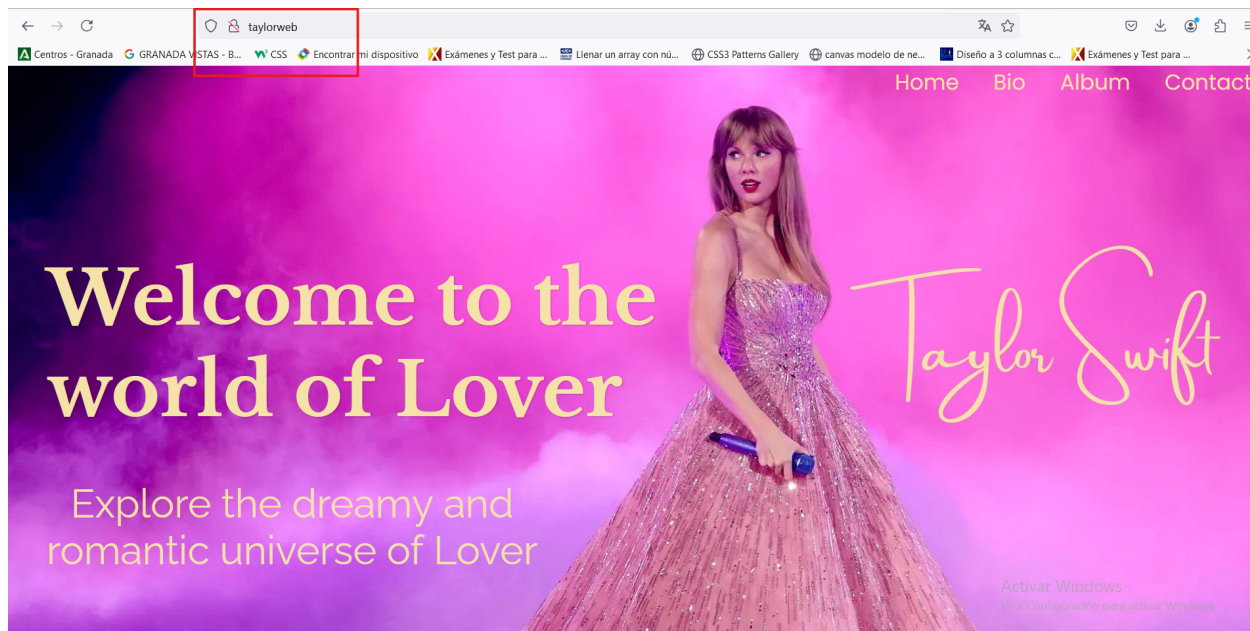 taylorweb
Centros - Granada G GRANADA VISTAS - B... CSS Encontrar mi dispositivo Exámenes y Test para ... Llenar un array con nú... CSS3 Patterns Gallery canvas modelo de ne... Diseño a 3 columnas c... Exámenes y Test para ...
Home Bio Album Contact
Welcome to the
world of Lover
Taylor Swift
Explore the dreamy and
romantic universe of Lover
Activar Windows
Ve a Configuración para activar Windows.